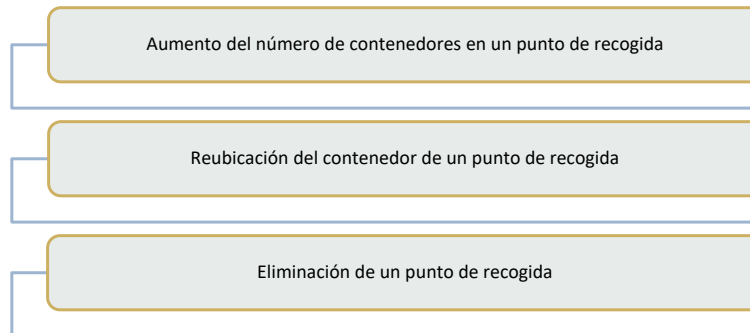 Aumento del número de contenedores en un punto de recogida
Reubicación del contenedor de un punto de recogida
Eliminación de un punto de recogida